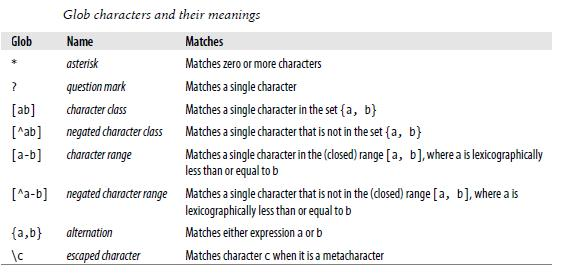 Glob characters and their meanings
Glob Name Matches
* asterisk Matches zero or more characters
? question mark Matches a single character
[ab] character class Matches a single character in the set {a, b}
[^ab] negated character class Matches a single character that is not in the set {a, b}
[a-b] character range Matches a single character in the (closed) range [a, b], where a is lexicographically
less than or equal to b
[^a-b] negated character range Matches a single character that is not in the (closed) range [a, b], where a is
lexicographically less than or equal to b
{a,b} alternation Matches either expression a or b
\c escaped character Matches character c when it is a metacharacter